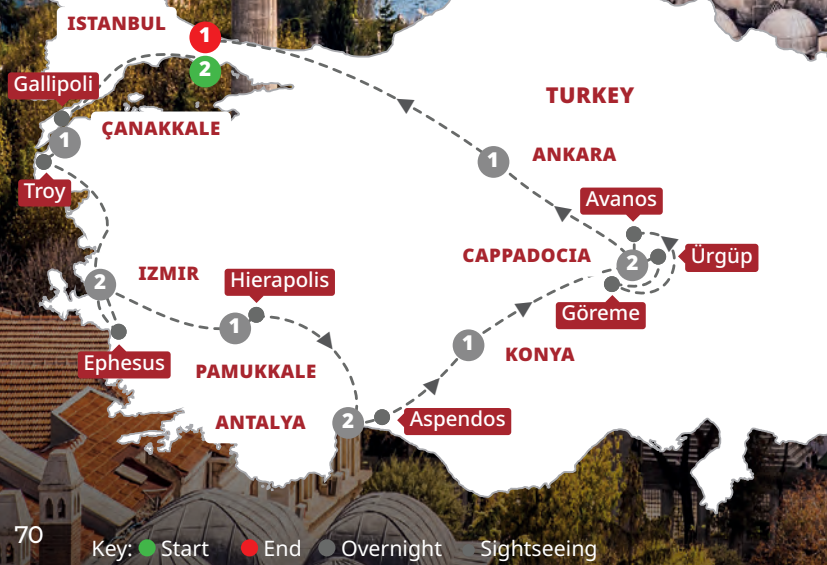 ISTANBUL
1
2
Gallipoli
ÇANAKKALE
1
Troy
TURKEY
1
ANKARA
Avanos
CAPPADOCIA
2
Ürgüp
Göreme
2
IZMIR
Hierapolis
1
Ephesus
PAMUKKALE
1
KONYA
ANTALYA
2
Aspendos
70
Key: Start End Overnight Sightseeing